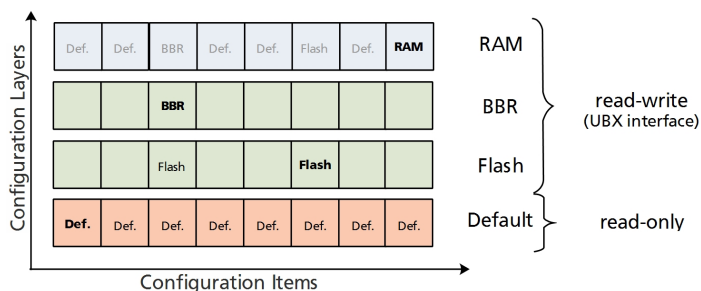 Configuration Layers
Def. Def. BBR Def. Def. Flash Def. RAM
RAM
BBR
BBR
Flash Flash
Flash
Def. Def. Def. Def. Def. Def. Def. Def.
Default
read-write
(UBX interface)
read-only
Configuration Items